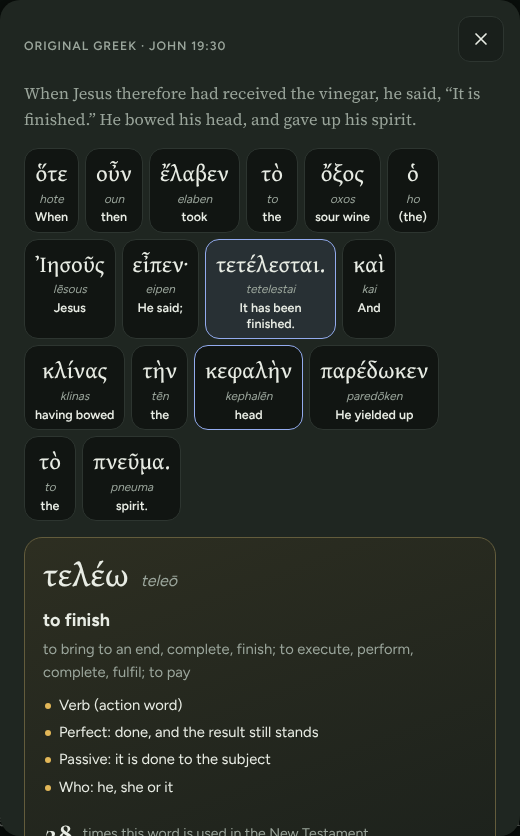 ORIGINAL GREEK · JOHN 19:30
When Jesus therefore had received the vinegar, he said, “It is
finished.” He bowed his head, and gave up his spirit.
ὅτε οὖν ἔλαβεν τὸ ὄξος ὁ
hote oun elaben to oxos ho
When then took the sour wine (the)
Ἰησοῦς εἶπεν· τετέλεσται. καὶ
Iēsous eipen tetelestai kai
Jesus He said; It has been And
finished.
κλίνας τὴν κεφαλὴν παρέδωκεν
klinas tēn kephalēn paredōken
having bowed the head He yielded up
τὸ πνεῦμα.
to pneuma
the spirit.
τελέω teleō
to finish
to bring to an end, complete, finish; to execute, perform,
complete, fulfil; to pay
Verb (action word)
Perfect: done, and the result still stands
Passive: it is done to the subject
Who: he, she or it
28 times this word is used in the New Testament